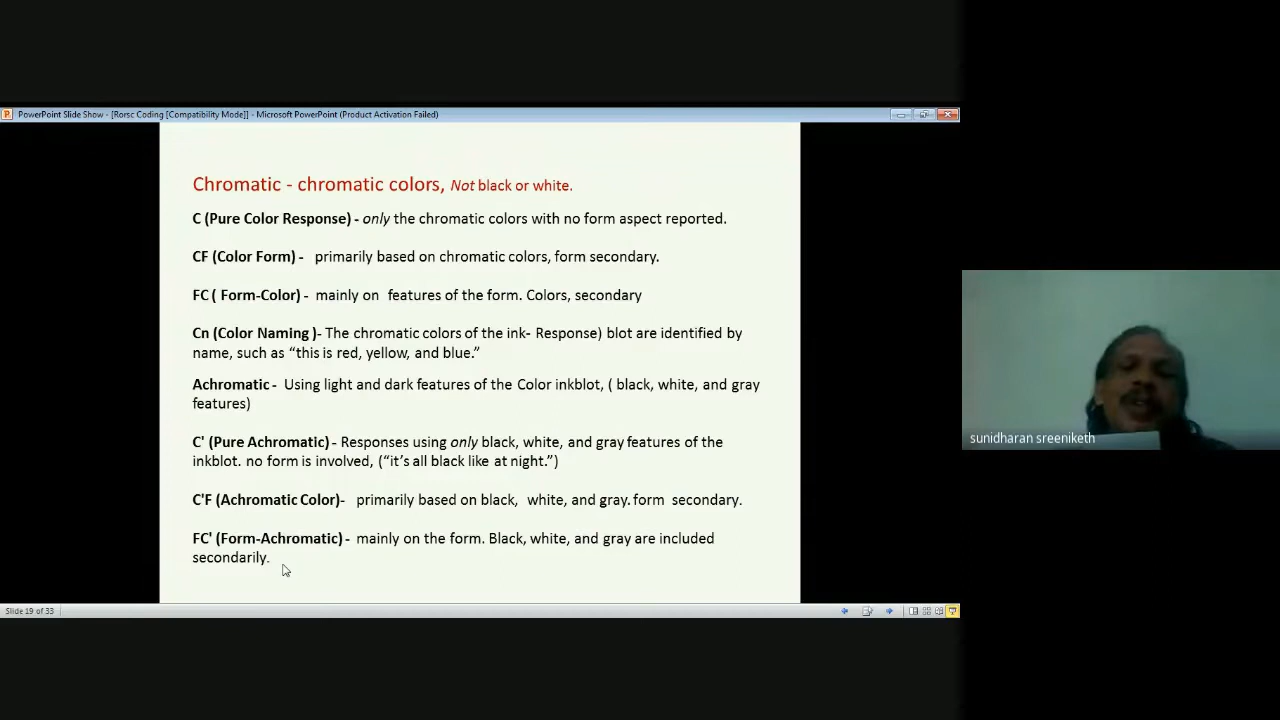 PowerPoint Slide Show - [Rorsc Coding [Compatibility Mode]] - Microsoft PowerPoint (Product Activation Failed)
Chromatic - chromatic colors, Not black or white.
C (Pure Color Response) - only the chromatic colors with no form aspect reported.
CF (Color Form) - primarily based on chromatic colors, form secondary.
FC ( Form-Color) - mainly on features of the form. Colors, secondary
Cn (Color Naming )- The chromatic colors of the ink- Response) blot are identified by
name, such as “this is red, yellow, and blue.”
Achromatic - Using light and dark features of the Color inkblot, ( black, white, and gray
features)
C' (Pure Achromatic) - Responses using only black, white, and gray features of the
inkblot. no form is involved, (“it’s all black like at night.”)
C'F (Achromatic Color)- primarily based on black, white, and gray. form secondary.
FC' (Form-Achromatic) - mainly on the form. Black, white, and gray are included
secondarily.
sunidharan sreeniketh
Slide 19 of 33